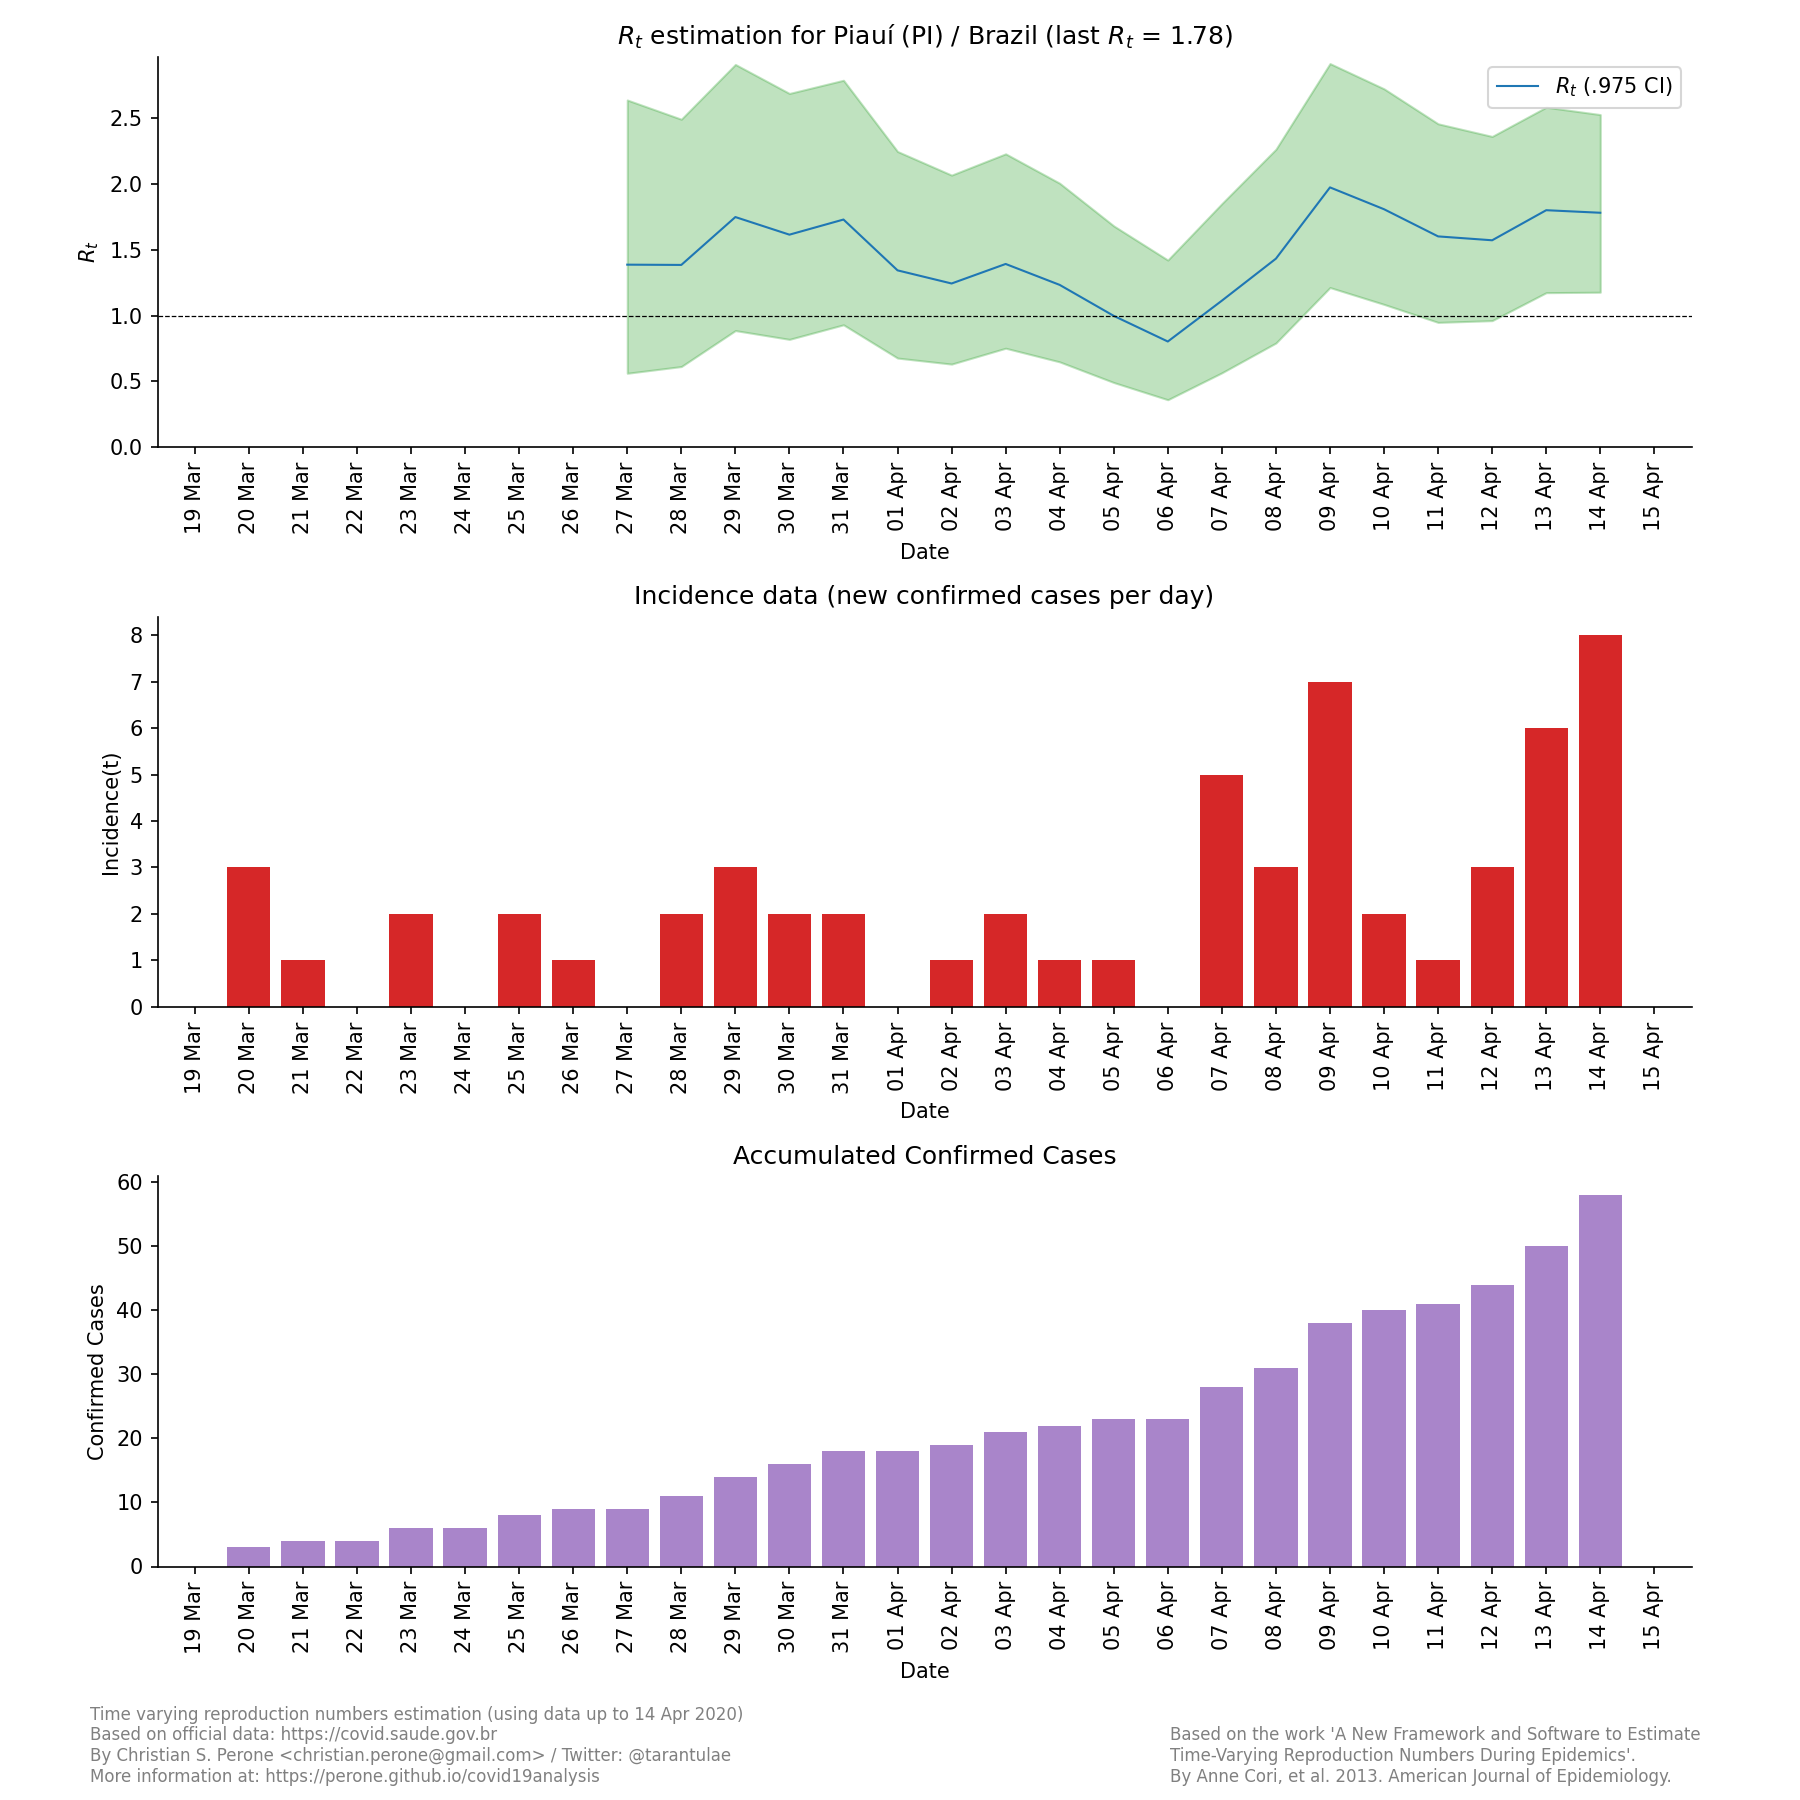 Rt estimation for Piauí (PI) / Brazil (last Rt = 1.78)
Rt (.975 CI)
Rt
2.5
2.0
1.5
1.0
0.5
0.0
19 Mar 20 Mar 21 Mar 22 Mar 23 Mar 24 Mar 25 Mar 26 Mar 27 Mar 28 Mar 29 Mar 30 Mar 31 Mar 01 Apr 02 Apr 03 Apr 04 Apr 05 Apr 06 Apr 07 Apr 08 Apr 09 Apr 10 Apr 11 Apr 12 Apr 13 Apr 14 Apr 15 Apr
Date
Incidence data (new confirmed cases per day)
Incidence(t)
8
7
6
5
4
3
2
1
0
19 Mar 20 Mar 21 Mar 22 Mar 23 Mar 24 Mar 25 Mar 26 Mar 27 Mar 28 Mar 29 Mar 30 Mar 31 Mar 01 Apr 02 Apr 03 Apr 04 Apr 05 Apr 06 Apr 07 Apr 08 Apr 09 Apr 10 Apr 11 Apr 12 Apr 13 Apr 14 Apr 15 Apr
Date
Accumulated Confirmed Cases
Confirmed Cases
60
50
40
30
20
10
0
19 Mar 20 Mar 21 Mar 22 Mar 23 Mar 24 Mar 25 Mar 26 Mar 27 Mar 28 Mar 29 Mar 30 Mar 31 Mar 01 Apr 02 Apr 03 Apr 04 Apr 05 Apr 06 Apr 07 Apr 08 Apr 09 Apr 10 Apr 11 Apr 12 Apr 13 Apr 14 Apr 15 Apr
Date
Time varying reproduction numbers estimation (using data up to 14 Apr 2020)
Based on official data: https://covid.saude.gov.br
By Christian S. Perone <christian.perone@gmail.com> / Twitter: @tarantulae
More information at: https://perone.github.io/covid19analysis
Based on the work 'A New Framework and Software to Estimate
Time-Varying Reproduction Numbers During Epidemics'.
By Anne Cori, et al. 2013. American Journal of Epidemiology.